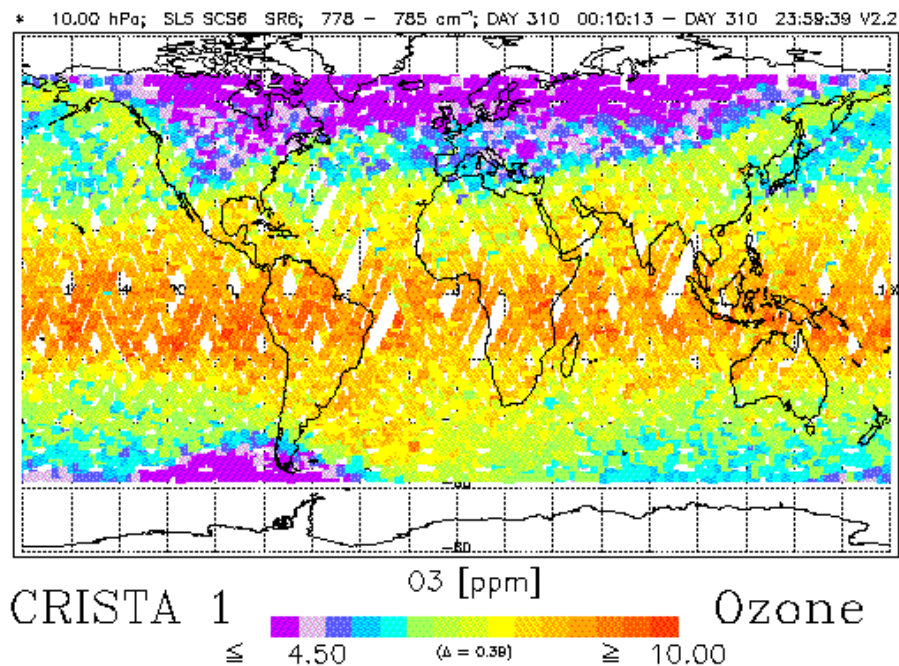 * 10.00 hPa; SL5 SCS6 SR6; 778 - 785 cm⁻¹; DAY 310 00:10:13 - DAY 310 23:59:39 V2.2
-80
O3 [ppm]
CRISTA 1 Ozone
≤ 4.50 (Δ = 0.39) ≥ 10.00